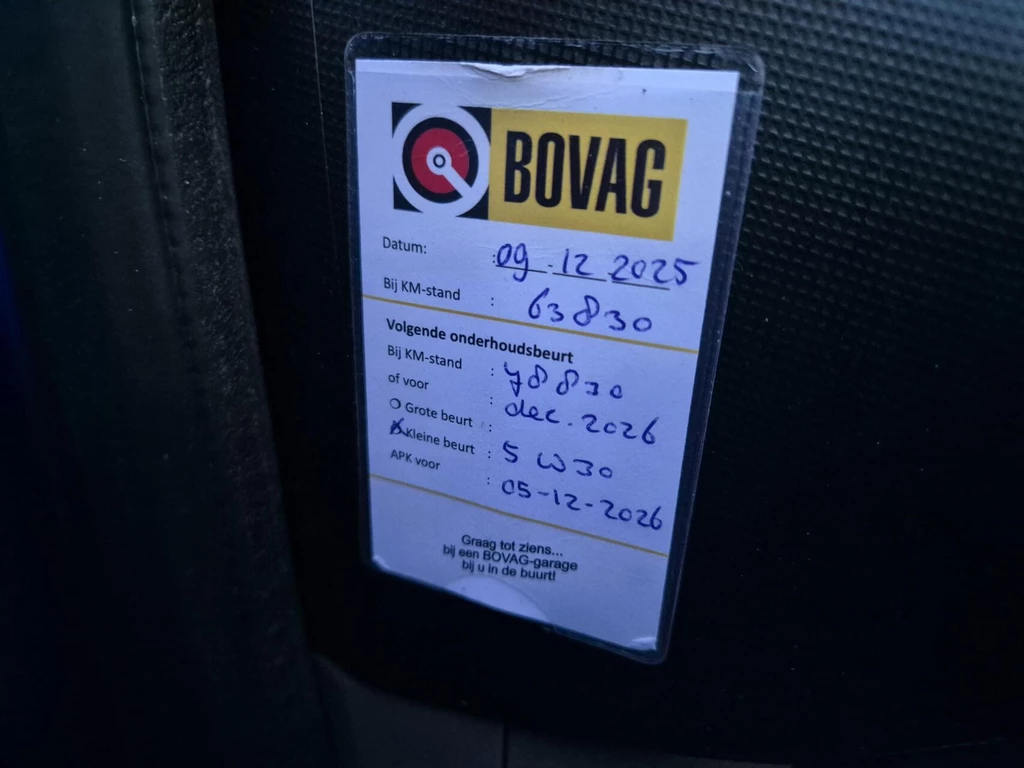 BOVAG
Datum: : 09-12 2025
Bij KM-stand : 63830
Volgende onderhoudsbeurt
Bij KM-stand : 78830
of voor : dec. 2026
Grote beurt :
Kleine beurt : 5 W30
APK voor : 05-12-2026
Graag tot ziens...
bij een BOVAG-garage
bij u in de buurt!